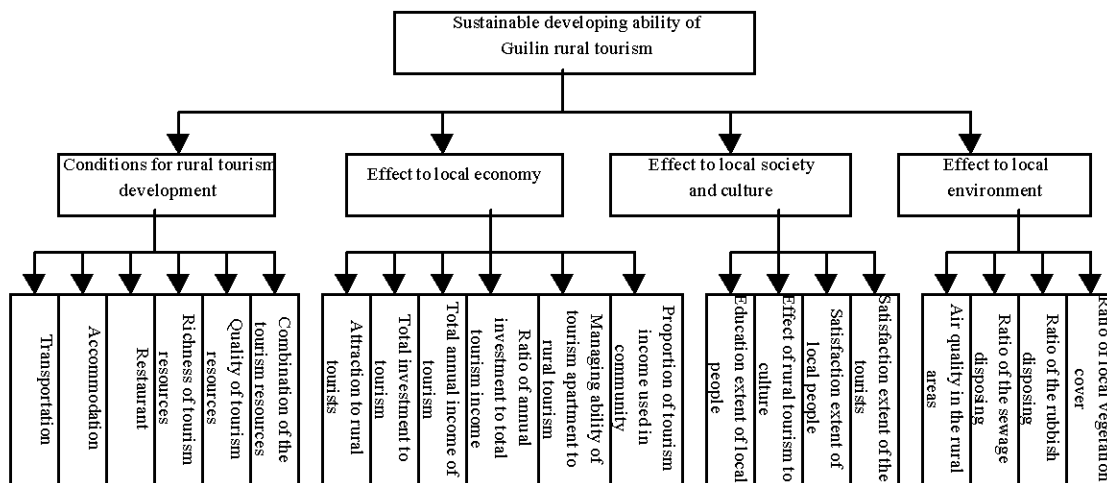 Sustainable developing ability of
Guilin rural tourism
Conditions for rural tourism
development
Effect to local economy
Effect to local society
and culture
Effect to local
environment
Transportation
Accommodation
Restaurant
Richness of tourism
resources
Quality of tourism
resources
Combination of the
tourism resources
Attraction to rural
tourists
Total investment to
tourism
Total annual income of
tourism
Ratio of annual
investment to total
tourism income
Managing ability of
tourism apartment to
rural tourism
Proportion of tourism
income used in
community
Education extent of local
people
Effect of rural tourism to
culture
Satisfaction extent of
local people
Satisfaction extent of the
tourists
Air quality in the rural
areas
Ratio of the sewage
disposing
Ratio of the rubbish
disposing
Ratio of local vegetation
cover